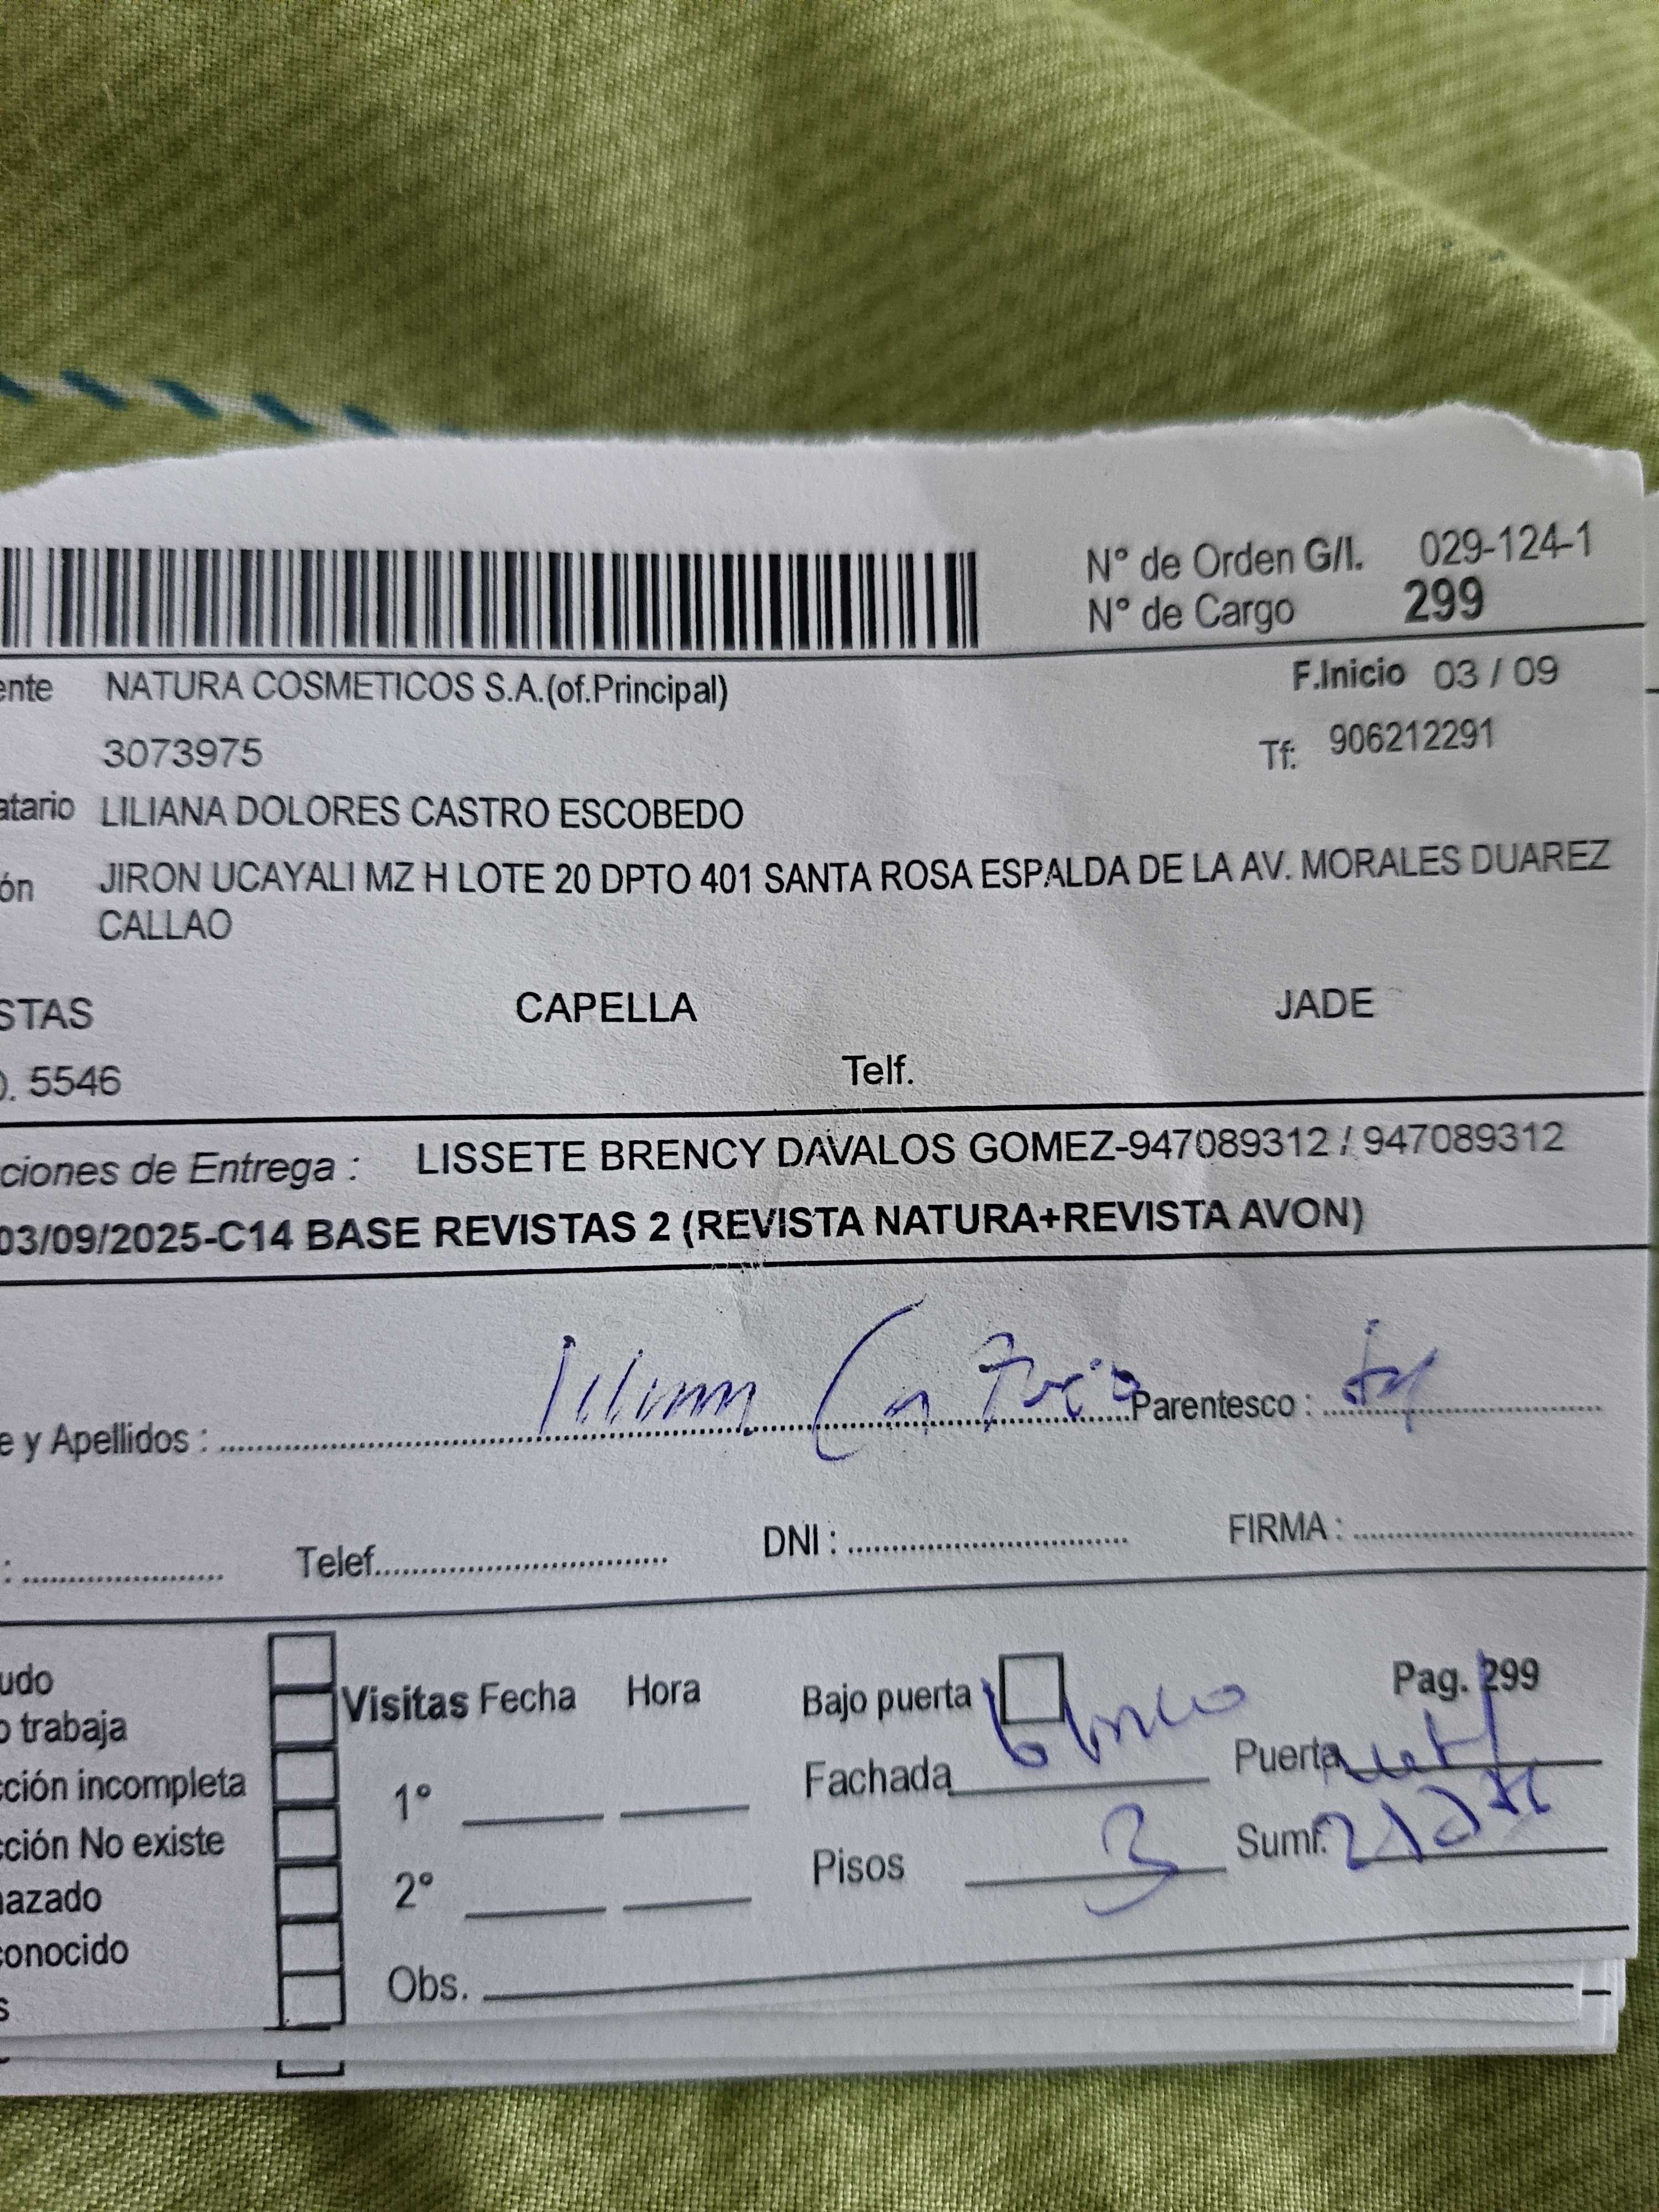 N° de Orden G/I. 029-124-1
N° de Cargo 299
ente NATURA COSMETICOS S.A.(of.Principal) F.Inicio 03 / 09
3073975 Tf: 906212291
atario LILIANA DOLORES CASTRO ESCOBEDO
ón JIRON UCAYALI MZ H LOTE 20 DPTO 401 SANTA ROSA ESPALDA DE LA AV. MORALES DUAREZ
CALLAO
STAS CAPELLA JADE
. 5546 Telf.
ciones de Entrega : LISSETE BRENCY DAVALOS GOMEZ-947089312 / 947089312
03/09/2025-C14 BASE REVISTAS 2 (REVISTA NATURA+REVISTA AVON)
e y Apellidos : Parentesco :
: Telef. DNI : FIRMA :
udo
Visitas Fecha Hora Bajo puerta Pag. 299
o trabaja
cción incompleta 1° Fachada blanco Puerta
cción No existe
2° Pisos 3 Sumi.
hazado
conocido
Obs.
s